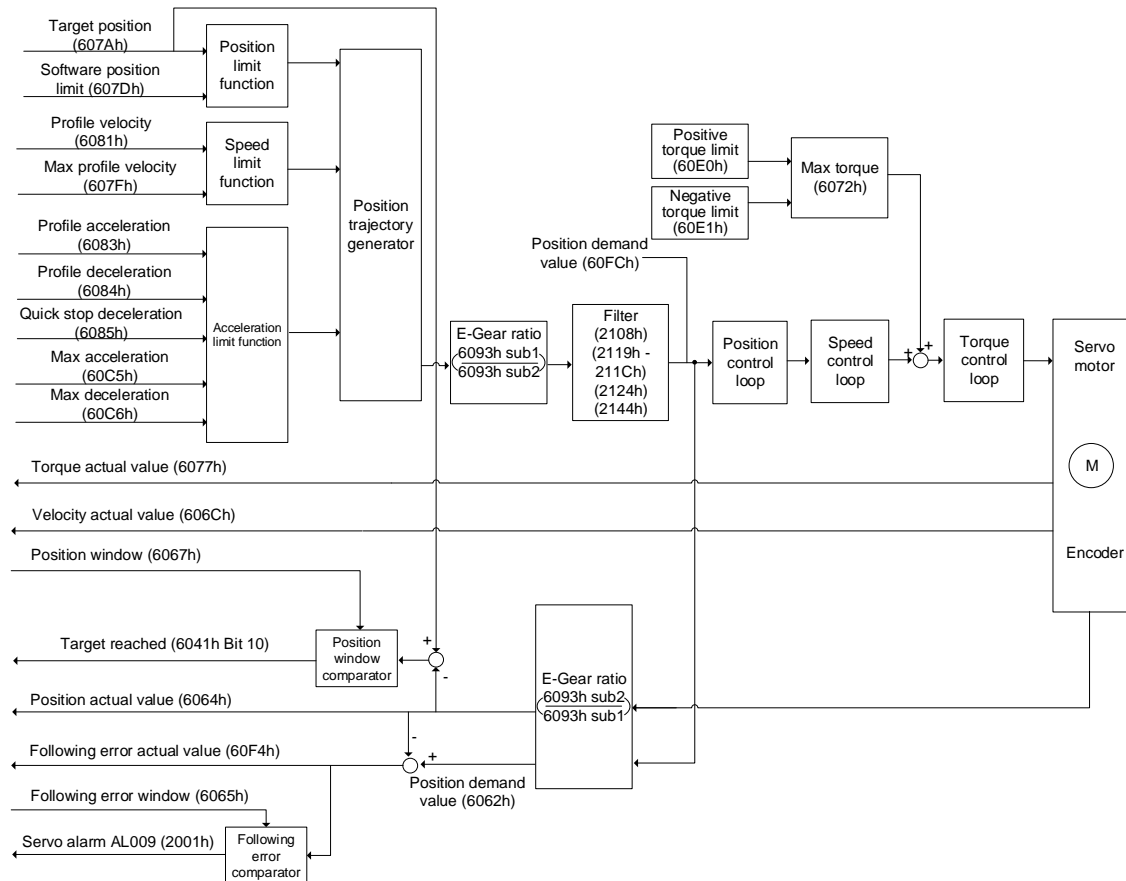 Target position
(607Ah)
Software position
limit (607Dh)
Position
limit
function
Profile velocity
(6081h)
Max profile velocity
(607Fh)
Speed
limit
function
Profile acceleration
(6083h)
Profile deceleration
(6084h)
Quick stop deceleration
(6085h)
Max acceleration
(60C5h)
Max deceleration
(60C6h)
Acceleration
limit function
Position
trajectory
generator
Positive
torque limit
(60E0h)
Negative
torque limit
(60E1h)
Max torque
(6072h)
Position demand
value (60FCh)
E-Gear ratio
(6093h sub1)
6093h sub2
Filter
(2108h)
(2119h -
211Ch)
(2124h)
(2144h)
Position
control
loop
Speed
control
loop
+
+
Torque
control
loop
Servo
motor
M
Encoder
Torque actual value (6077h)
Velocity actual value (606Ch)
Position window (6067h)
Target reached (6041h Bit 10)
Position
window
comparator
+
-
Position actual value (6064h)
E-Gear ratio
(6093h sub2)
6093h sub1
-
+
Following error actual value (60F4h)
Position demand
value (6062h)
Following error window (6065h)
Servo alarm AL009 (2001h)
Following
error
comparator